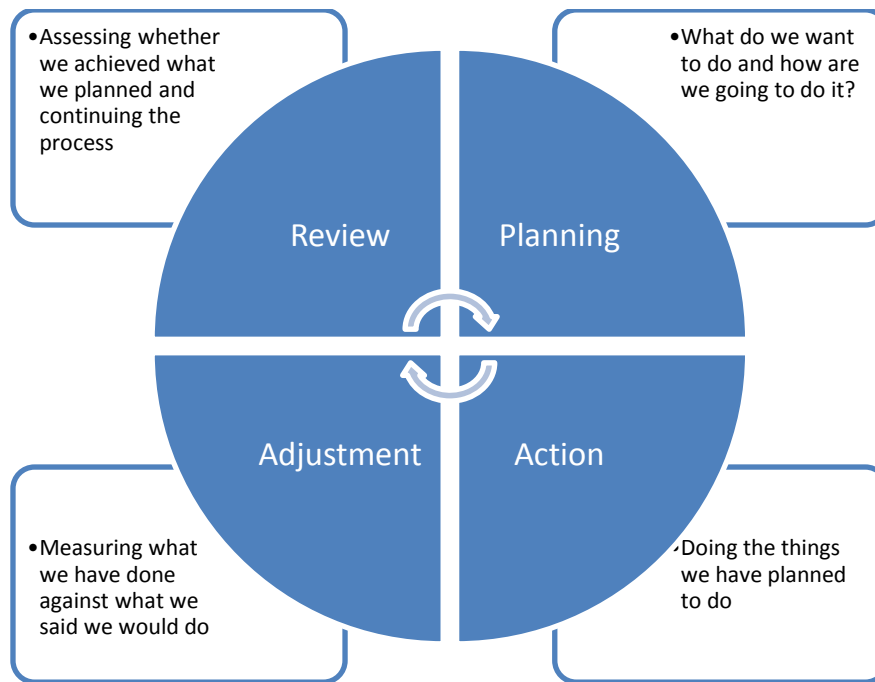 •Assessing whether
we achieved what
we planned and
continuing the
process
•What do we want
to do and how are
we going to do it?
Review
Planning
Adjustment
Action
•Measuring what
we have done
against what we
said we would do
•Doing the things
we have planned
to do